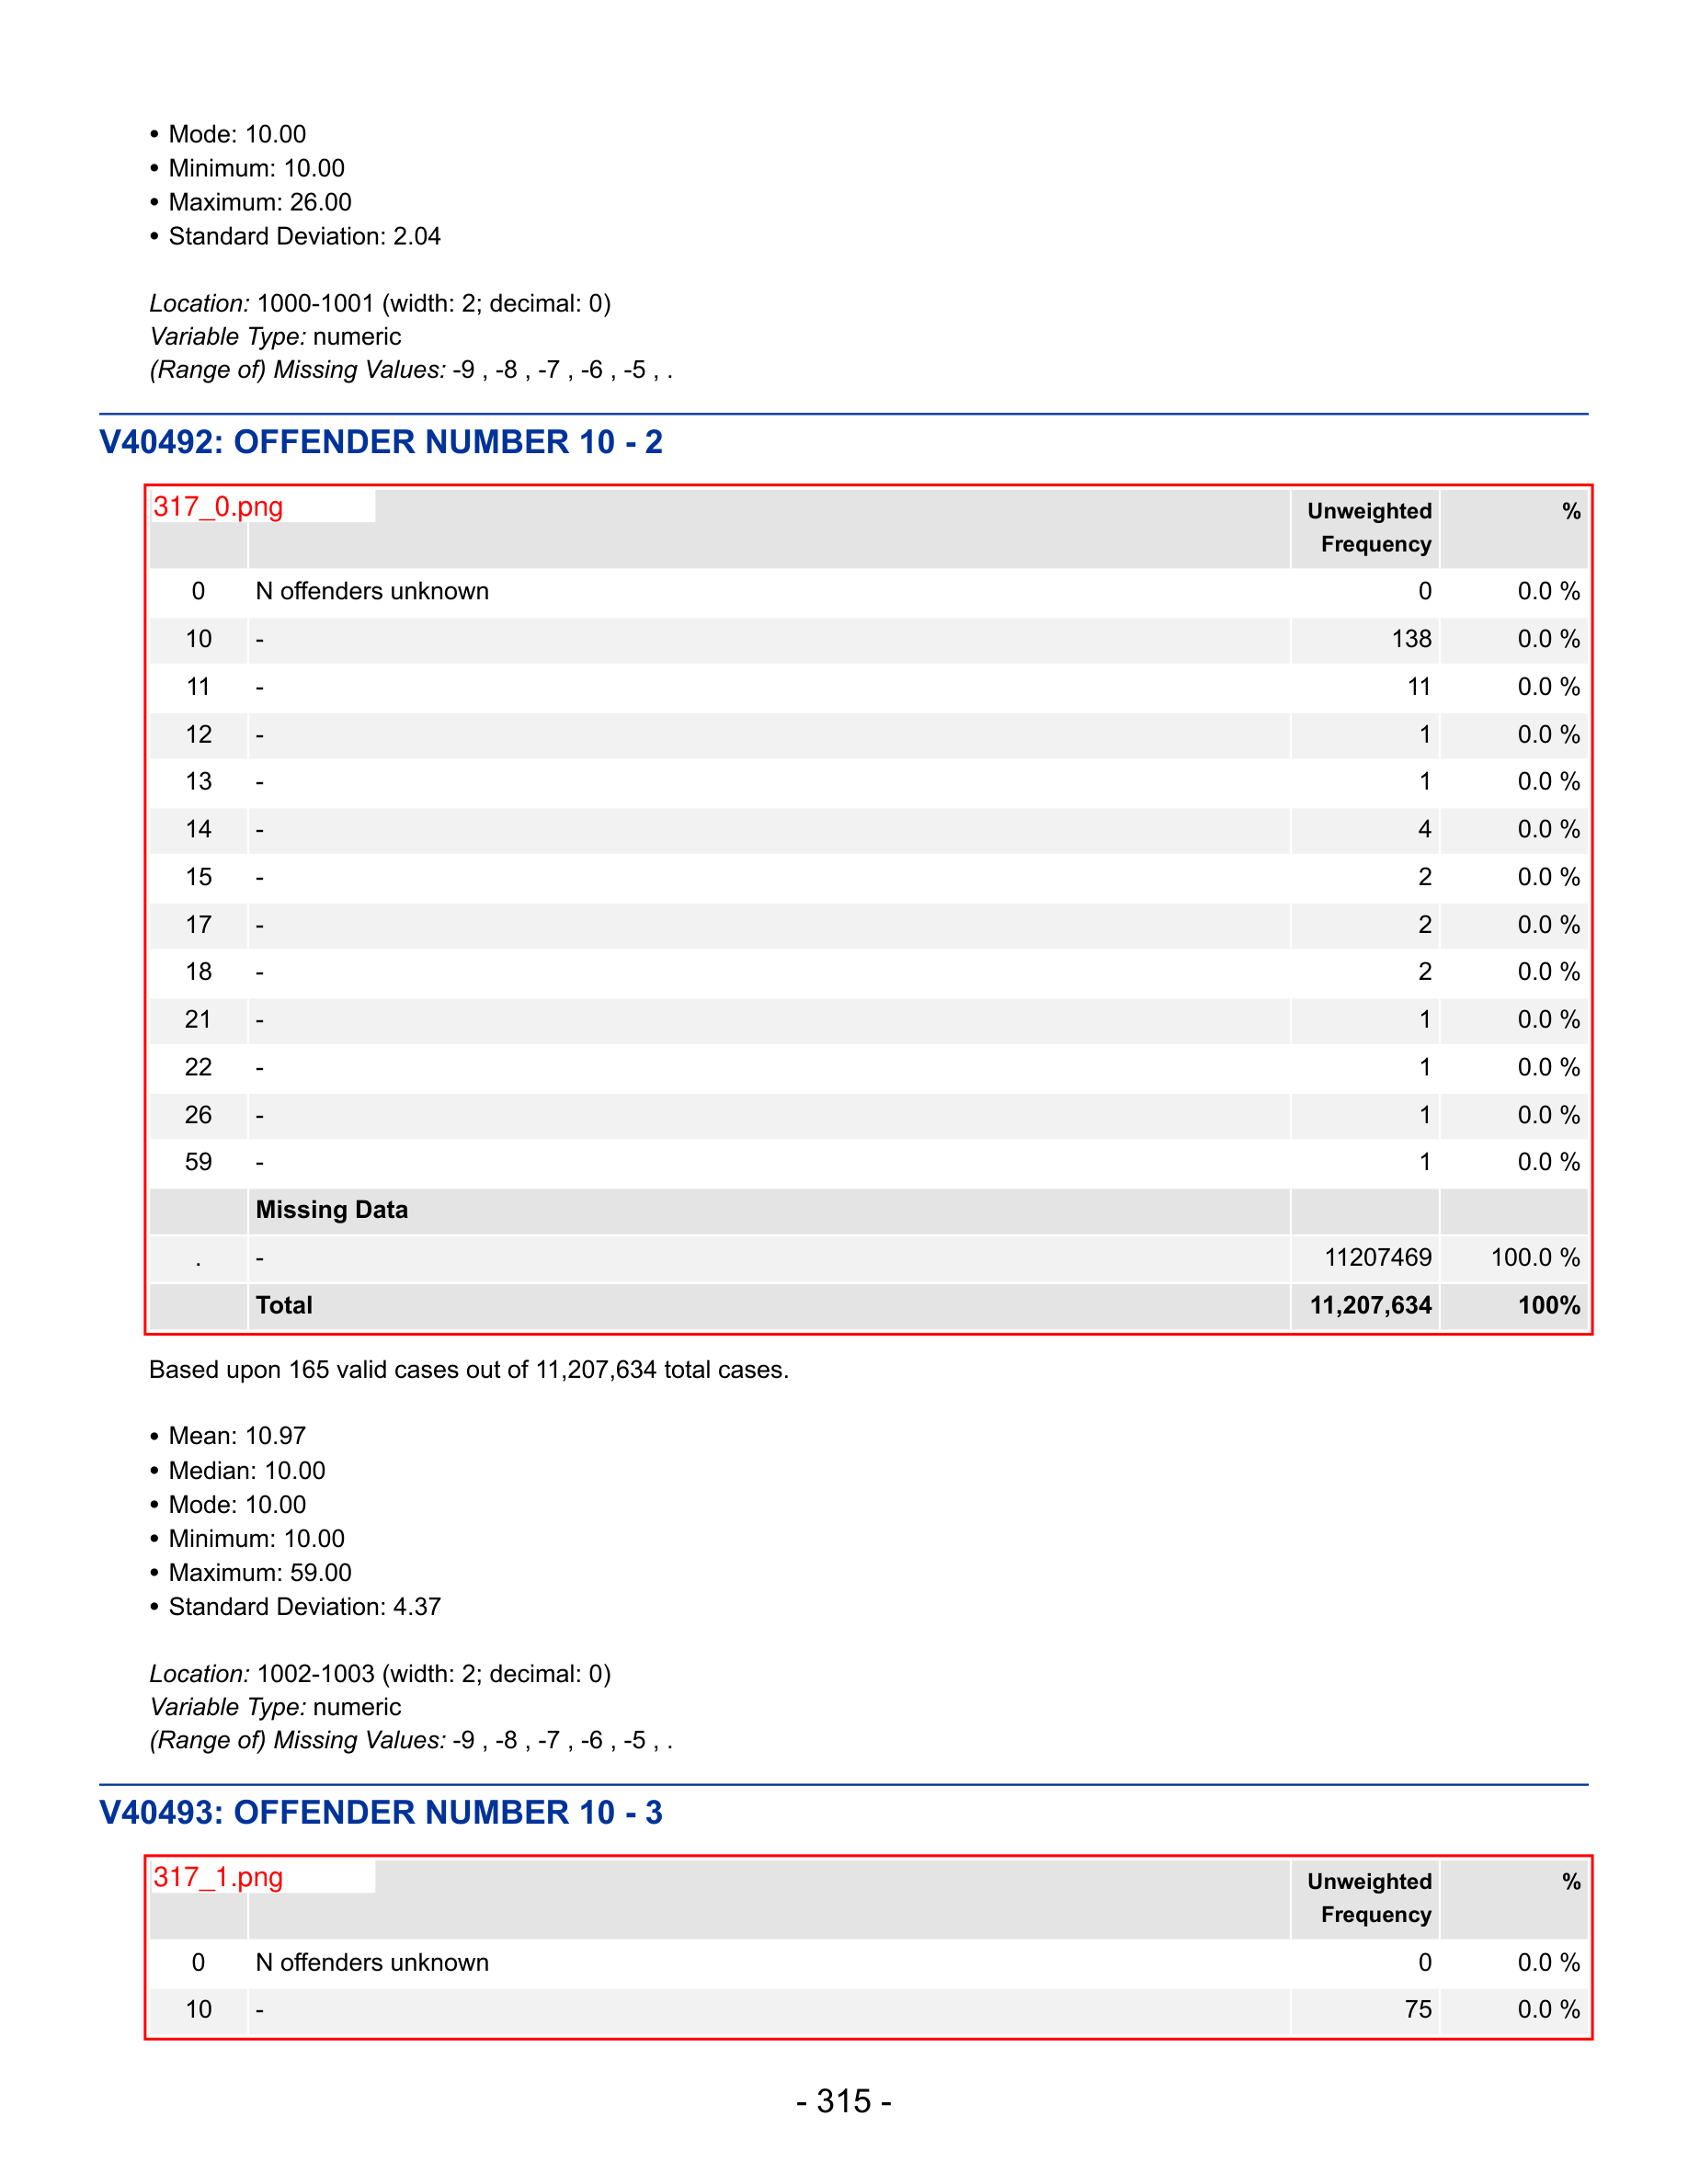 • Mode: 10.00
• Minimum: 10.00
• Maximum: 26.00
• Standard Deviation: 2.04
Location: 1000-1001 (width: 2; decimal: 0)
Variable Type: numeric
(Range of) Missing Values: -9 , -8 , -7 , -6 , -5 , .
V40492: OFFENDER NUMBER 10 - 2
317_0.png
Unweighted Frequency %
0 N offenders unknown 0 0.0 %
10 - 138 0.0 %
11 - 11 0.0 %
12 - 1 0.0 %
13 - 1 0.0 %
14 - 4 0.0 %
15 - 2 0.0 %
17 - 2 0.0 %
18 - 2 0.0 %
21 - 1 0.0 %
22 - 1 0.0 %
26 - 1 0.0 %
59 - 1 0.0 %
Missing Data
. - 11207469 100.0 %
Total 11,207,634 100%
Based upon 165 valid cases out of 11,207,634 total cases.
• Mean: 10.97
• Median: 10.00
• Mode: 10.00
• Minimum: 10.00
• Maximum: 59.00
• Standard Deviation: 4.37
Location: 1002-1003 (width: 2; decimal: 0)
Variable Type: numeric
(Range of) Missing Values: -9 , -8 , -7 , -6 , -5 , .
V40493: OFFENDER NUMBER 10 - 3
317_1.png
Unweighted Frequency %
0 N offenders unknown 0 0.0 %
10 - 75 0.0 %
- 315 -